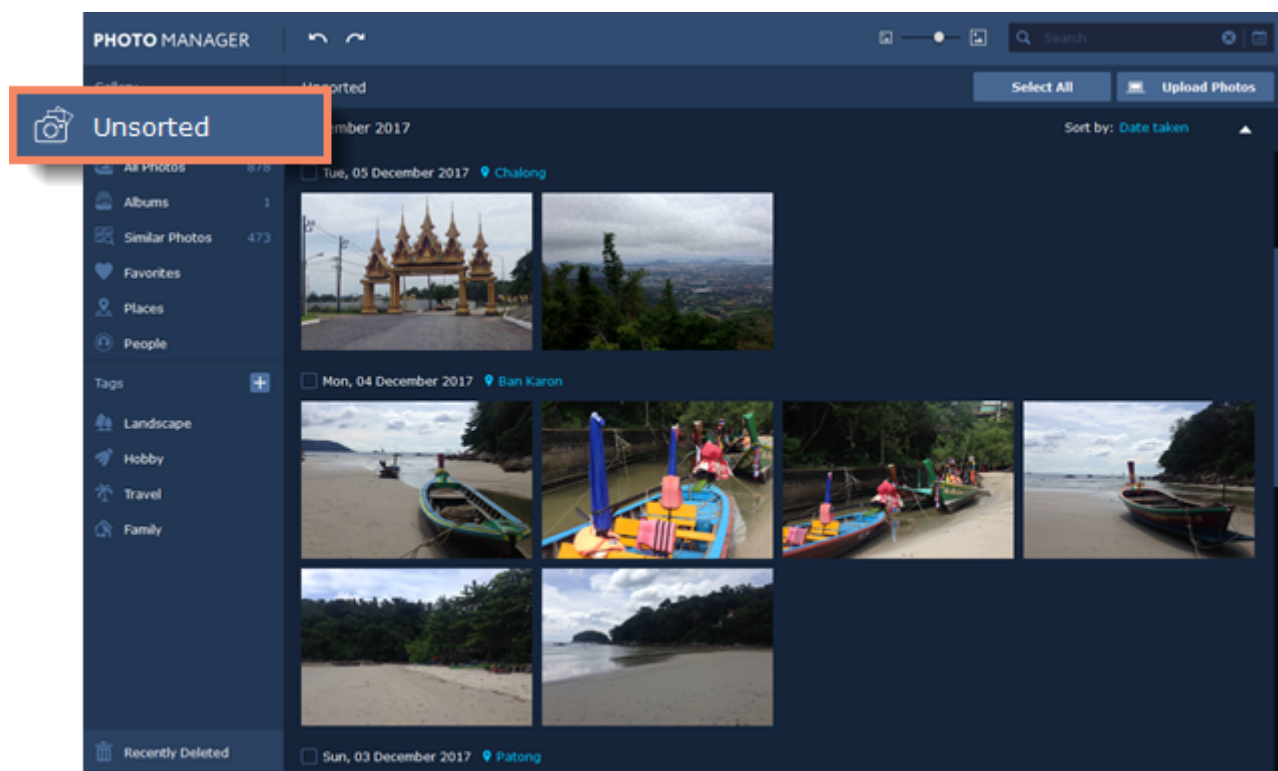 PHOTO MANAGER
Search
Unsorted
Select All
Upload Photos
Unsorted
Sort by: Date taken
All Photos 878
Tue, 05 December 2017 Chalong
Albums 1
Similar Photos 473
Favorites
Places
People
Tags
Mon, 04 December 2017 Ban Karon
Landscape
Hobby
Travel
Family
Recently Deleted
Sun, 03 December 2017 Patong